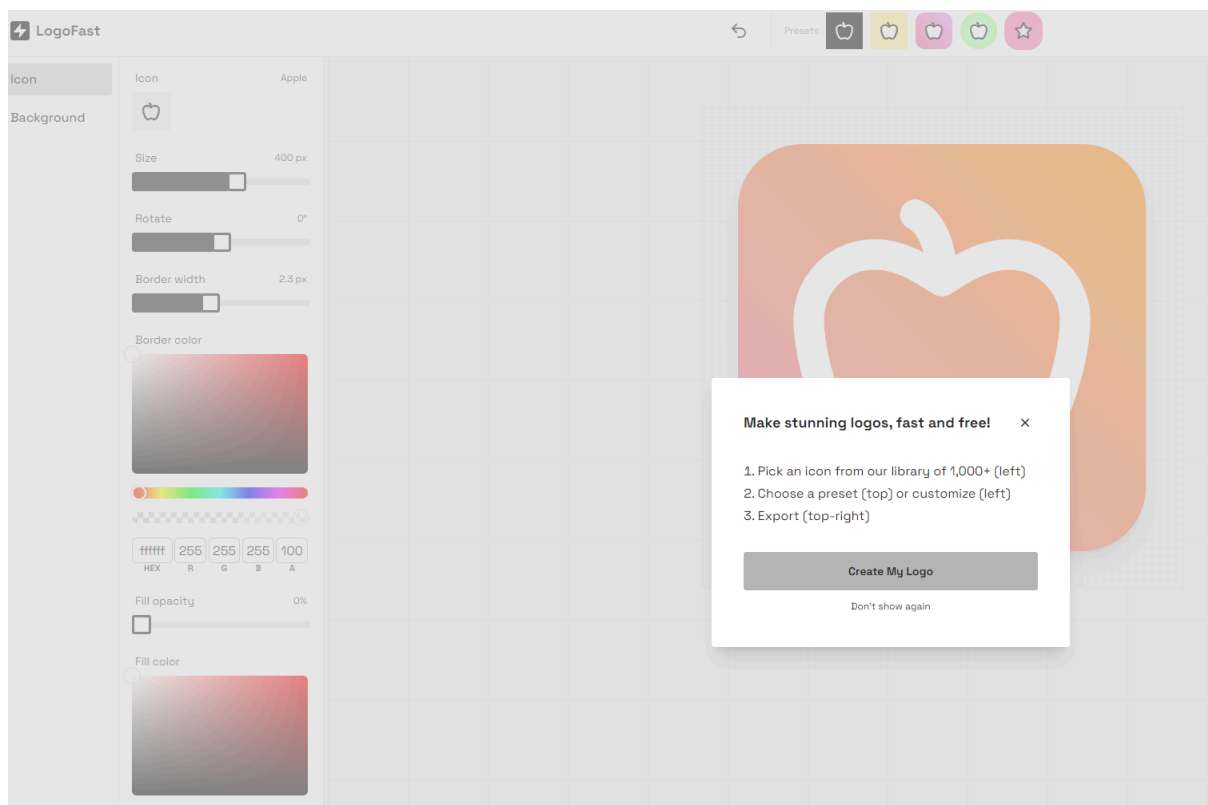 LogoFast
Presets
Icon
Background
Icon Apple
Size 400 px
Rotate 0°
Border width 2.3 px
Border color
ffffff 255 255 255 100
HEX R G B A
Fill opacity 0%
Fill color
Make stunning logos, fast and free!
1. Pick an icon from our library of 1,000+ (left)
2. Choose a preset (top) or customize (left)
3. Export (top-right)
Create My Logo
Don't show again